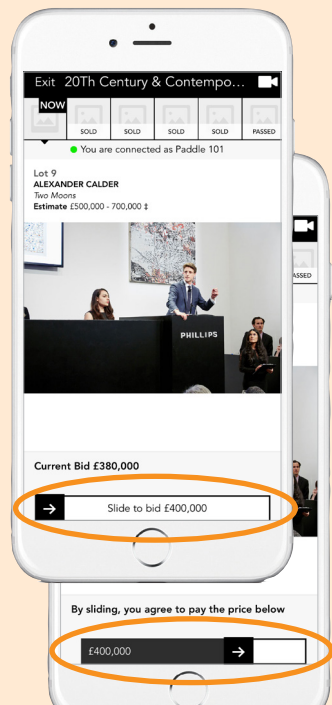 Exit 20Th Century & Contempo...
NOW
SOLD SOLD SOLD SOLD PASSED
You are connected as Paddle 101
Lot 9
ALEXANDER CALDER
Two Moons
Estimate £500,000 - 700,000 ‡
PHILLIPS
Current Bid £380,000
→ Slide to bid £400,000
ASSED
By sliding, you agree to pay the price below
£400,000 →